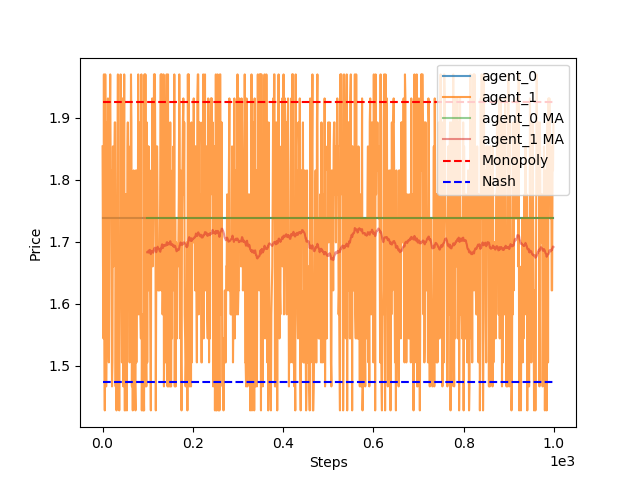 agent_0
agent_1
agent_0 MA
agent_1 MA
Monopoly
Nash
Price
1.9
1.8
1.7
1.6
1.5
0.0 0.2 0.4 0.6 0.8 1.0
Steps
1e3